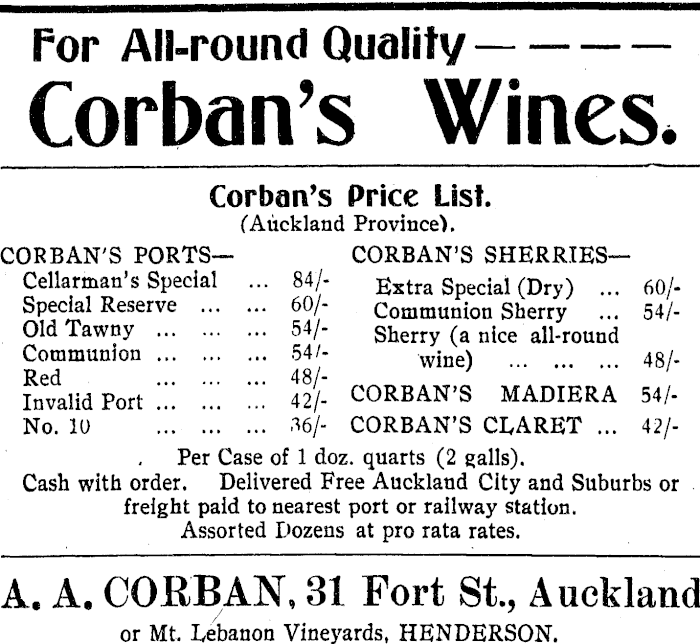 For All-round Quality — — — — —
Corban's Wines.
Corban's Price List.
(Auckland Province).
CORBAN'S PORTS—
Cellarman's Special ... 84/-
Special Reserve ... ... 60/-
Old Tawny ... ... ... 54/-
Communion ... ... ... 54/-
Red ... ... ... 48/-
Invalid Port ... ... ... 42/-
No. 10 ... ... ... 36/-
CORBAN'S SHERRIES—
Extra Special (Dry) ... 60/-
Communion Sherry ... 54/-
Sherry (a nice all-round
wine) ... ... ... 48/-
CORBAN'S MADIERA 54/-
CORBAN'S CLARET ... 42/-
Per Case of 1 doz. quarts (2 galls).
Cash with order. Delivered Free Auckland City and Suburbs or
freight paid to nearest port or railway station.
Assorted Dozens at pro rata rates.
A. A. CORBAN, 31 Fort St., Auckland
or Mt. Lebanon Vineyards, HENDERSON.